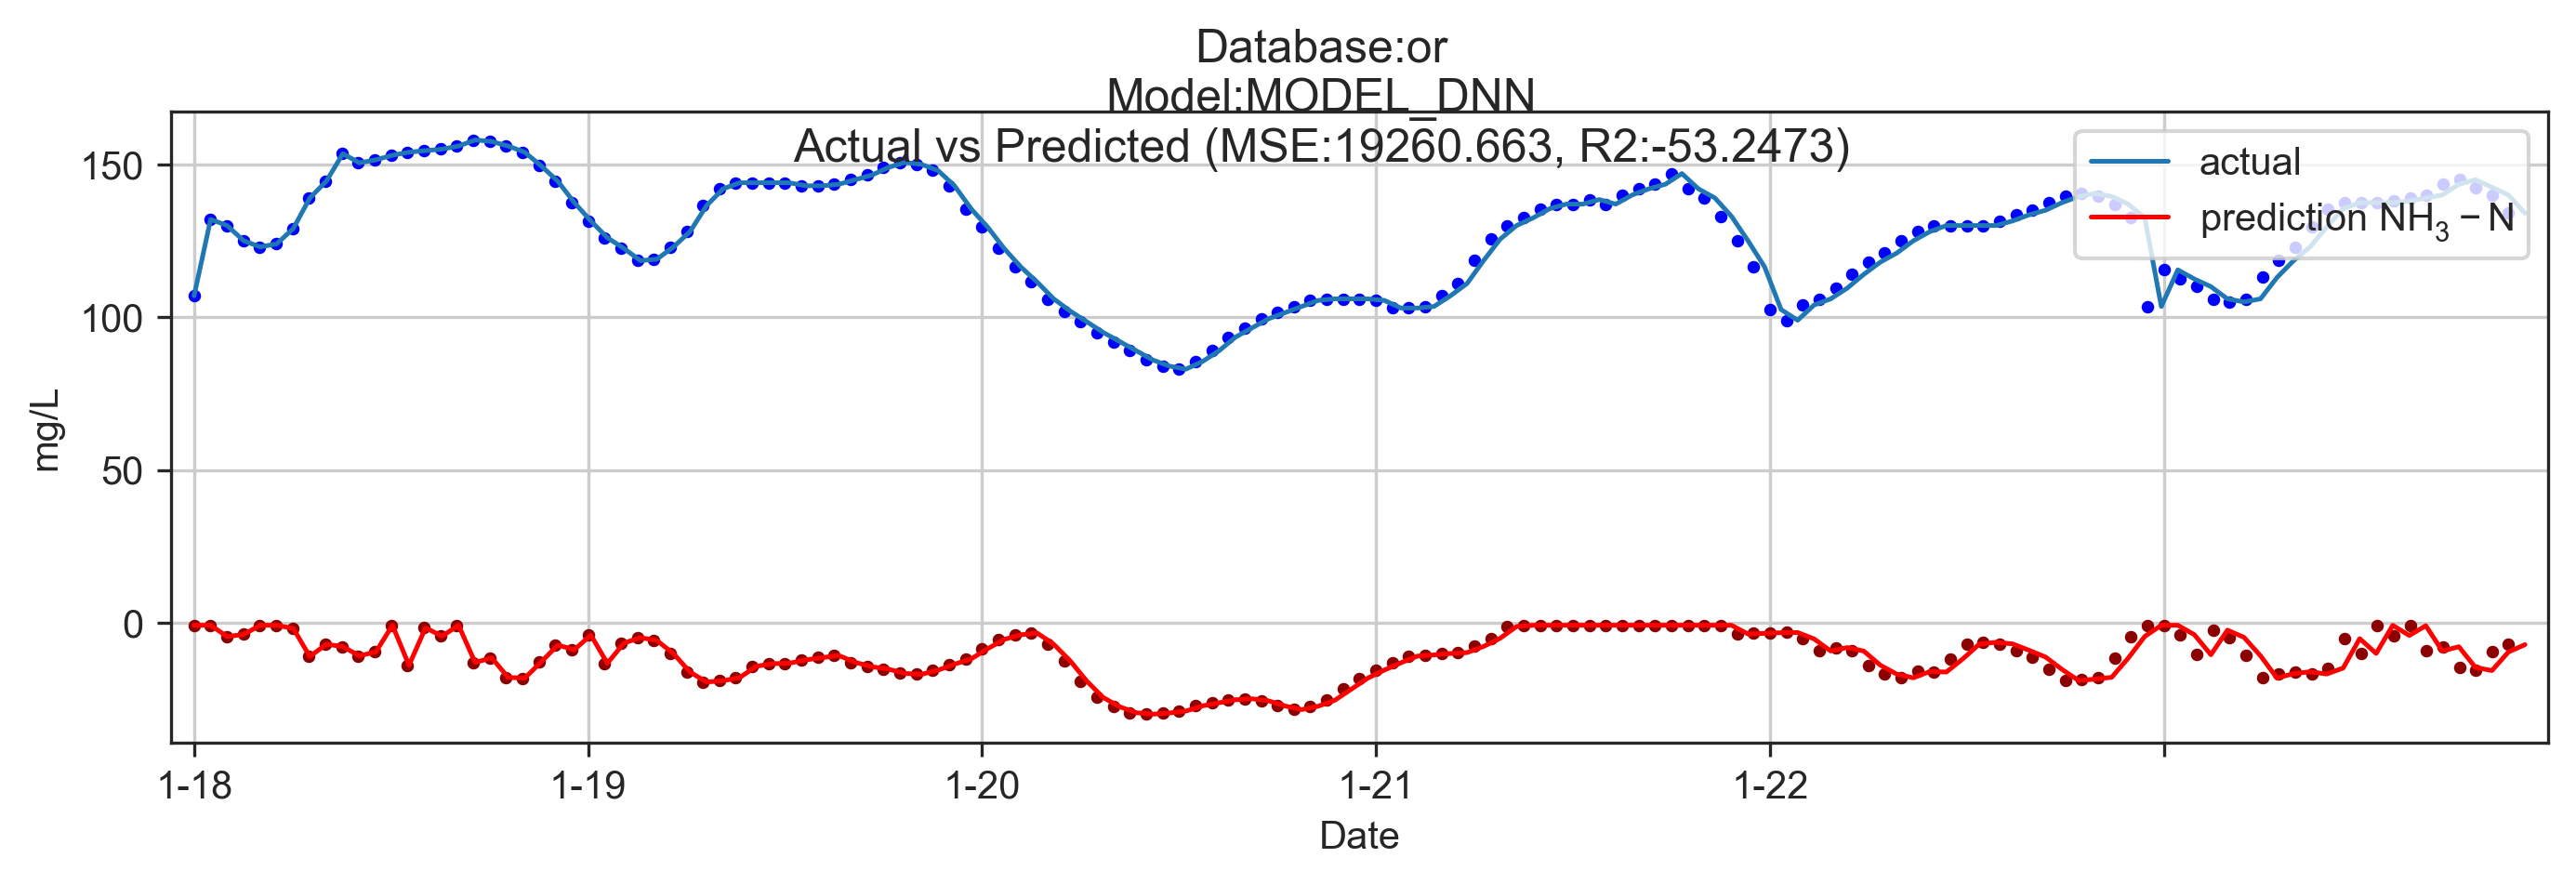 Database:or
Model:MODEL_DNN
Actual vs Predicted (MSE:19260.663, R2:-53.2473)
actual
prediction NH₃ − N
150
100
50
0
mg/L
1-18
1-19
1-20
1-21
1-22
Date